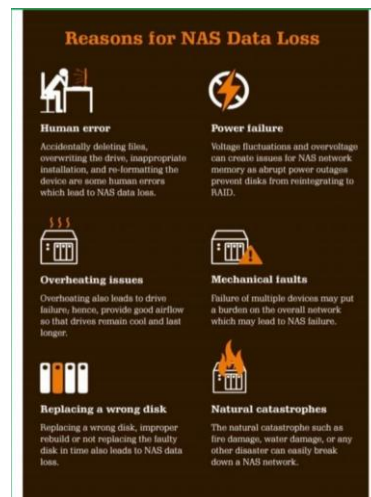 Reasons for NAS Data Loss
Human error
Accidentally deleting files,
overwriting the drive, inappropriate
installation, and re-formatting the
device are some human errors
which lead to NAS data loss.
Power failure
Voltage fluctuations and overvoltage
can create issues for NAS network
memory as abrupt power outages
prevent disks from reintegrating to
RAID.
Overheating issues
Overheating also leads to drive
failure; hence, provide good airflow
so that drives remain cool and last
longer.
Mechanical faults
Failure of multiple devices may put
a burden on the overall network
which may lead to NAS failure.
Replacing a wrong disk
Replacing a wrong disk, improper
rebuild or not replacing the faulty
disk in time also leads to NAS data
loss.
Natural catastrophes
The natural catastrophe such as
fire damage, water damage, or any
other disaster can easily break
down a NAS network.